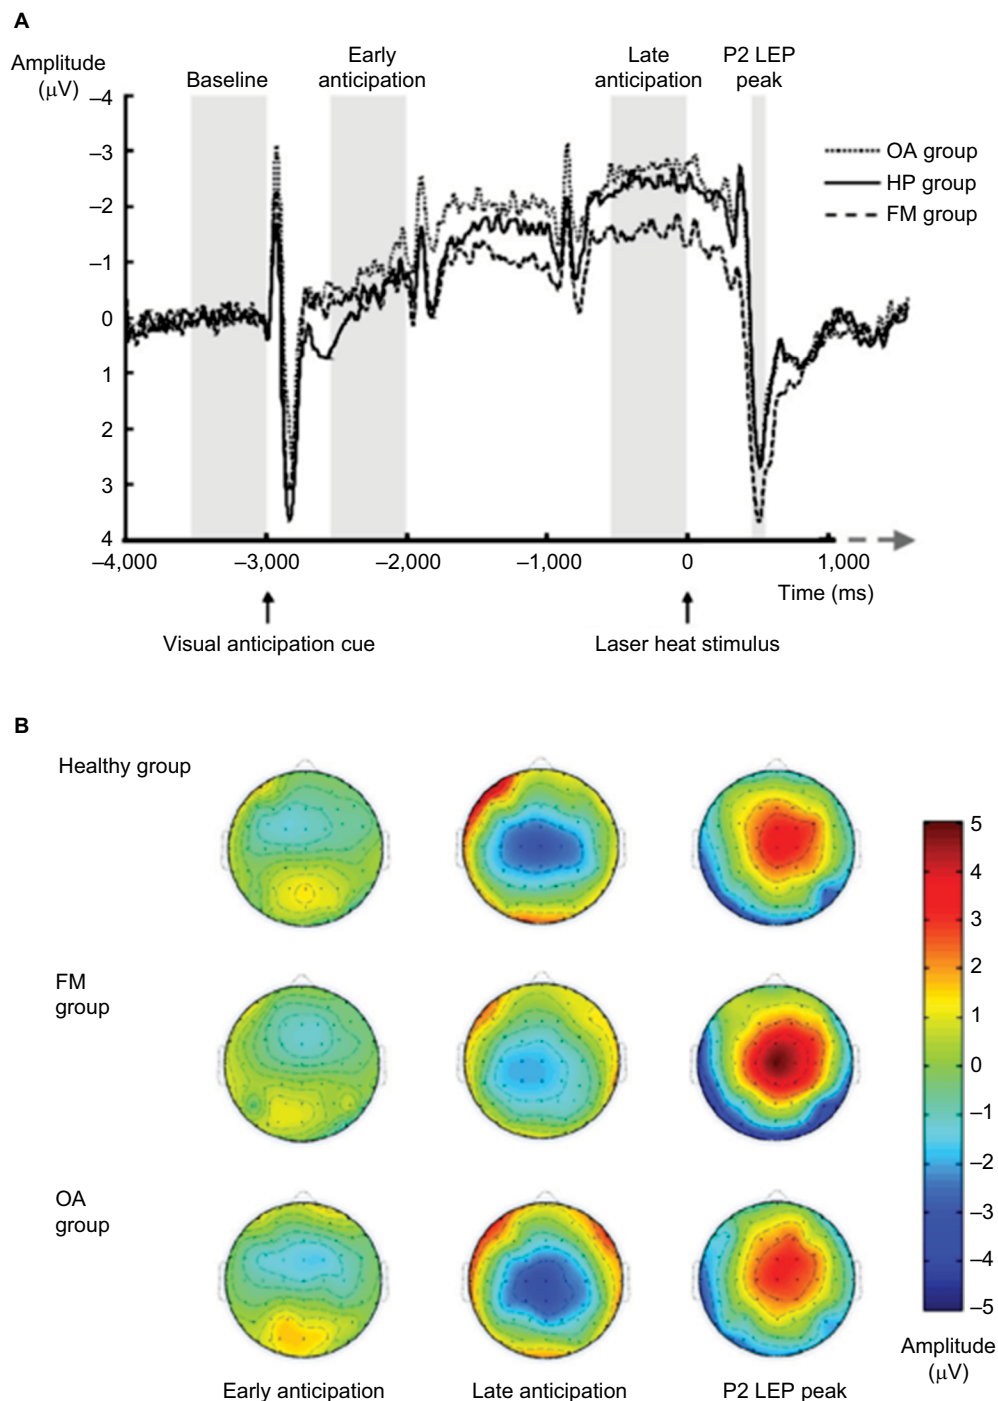 A
Amplitude
(μV)
Baseline
Early
anticipation
Late
anticipation
P2 LEP
peak
–4
–3
–2
–1
0
1
2
3
4
OA group
HP group
FM group
–4,000
–3,000
–2,000
–1,000
0
1,000
Time (ms)
Visual anticipation cue
Laser heat stimulus
B
Healthy group
FM
group
OA
group
Early anticipation
Late anticipation
P2 LEP peak
5
4
3
2
1
0
–1
–2
–3
–4
–5
Amplitude
(μV)